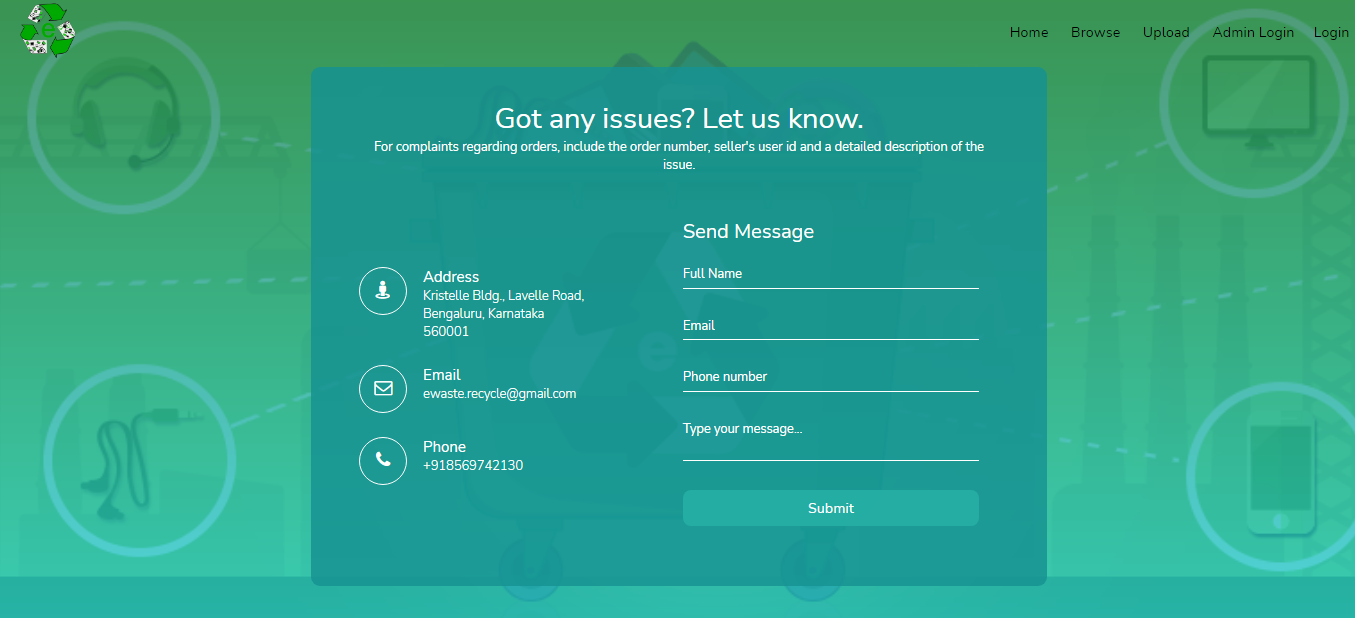 e
Home Browse Upload Admin Login Login
Got any issues? Let us know.
For complaints regarding orders, include the order number, seller's user id and a detailed description of the
issue.
Send Message
Full Name
Address
Kristelle Bldg., Lavelle Road,
Bengaluru, Karnataka
560001
Email
Email
ewaste.recycle@gmail.com
Phone number
Phone
+918569742130
Type your message...
Submit
e